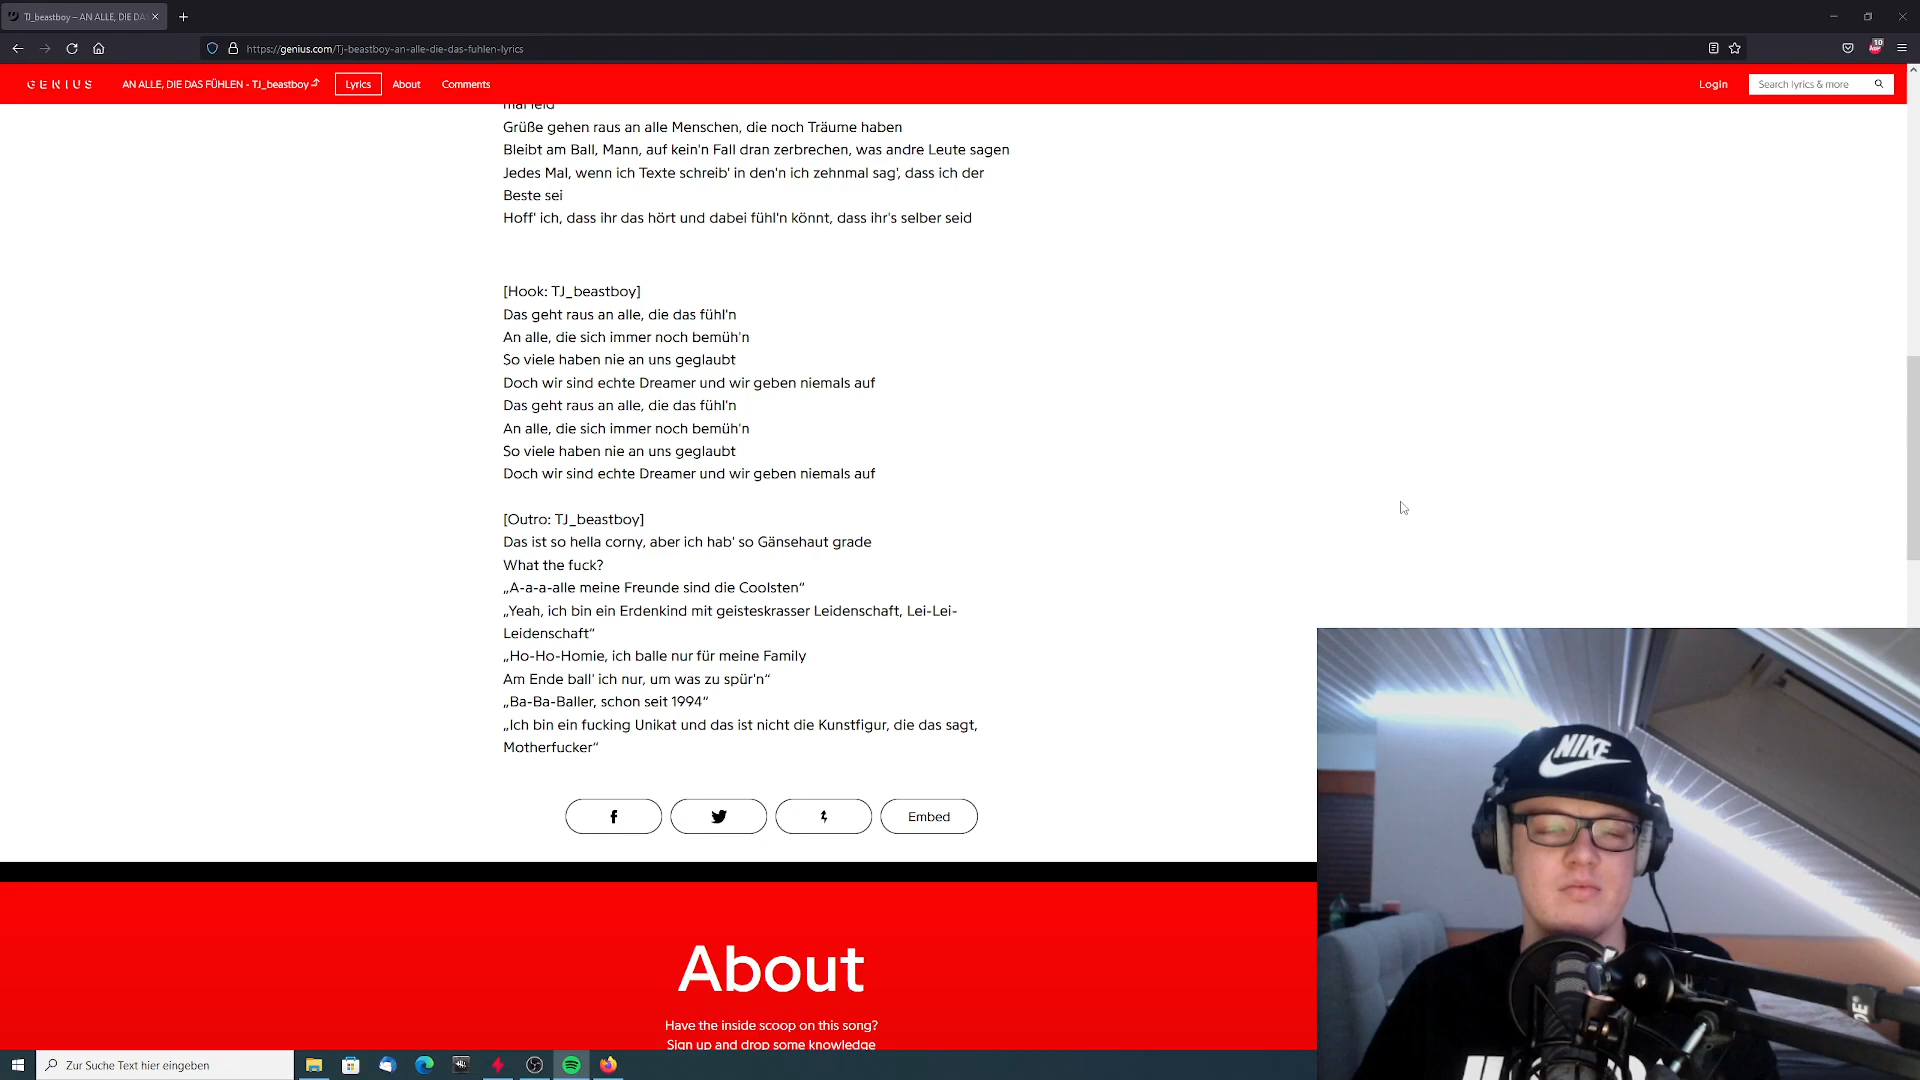 TJ_beastboy – AN ALLE, DIE DA
https://genius.com/Tj-beastboy-an-alle-die-das-fuhlen-lyrics
10
GENIUS
AN ALLE, DIE DAS FÜHLEN - TJ_beastboy
Lyrics
About
Comments
Login
Search lyrics & more
mal leid
Grüße gehen raus an alle Menschen, die noch Träume haben
Bleibt am Ball, Mann, auf kein'n Fall dran zerbrechen, was andre Leute sagen
Jedes Mal, wenn ich Texte schreib' in den'n ich zehnmal sag', dass ich der
Beste sei
Hoff' ich, dass ihr das hört und dabei fühl'n könnt, dass ihr's selber seid
[Hook: TJ_beastboy]
Das geht raus an alle, die das fühl'n
An alle, die sich immer noch bemüh'n
So viele haben nie an uns geglaubt
Doch wir sind echte Dreamer und wir geben niemals auf
Das geht raus an alle, die das fühl'n
An alle, die sich immer noch bemüh'n
So viele haben nie an uns geglaubt
Doch wir sind echte Dreamer und wir geben niemals auf
[Outro: TJ_beastboy]
Das ist so hella corny, aber ich hab' so Gänsehaut grade
What the fuck?
„A-a-a-alle meine Freunde sind die Coolsten“
„Yeah, ich bin ein Erdenkind mit geisteskrasser Leidenschaft, Lei-Lei-
Leidenschaft“
„Ho-Ho-Homie, ich balle nur für meine Family
Am Ende ball' ich nur, um was zu spür'n“
„Ba-Ba-Baller, schon seit 1994“
„Ich bin ein fucking Unikat und das ist nicht die Kunstfigur, die das sagt,
Motherfucker“
Embed
About
Have the inside scoop on this song?
Sign up and drop some knowledge
NIKE
Zur Suche Text hier eingeben